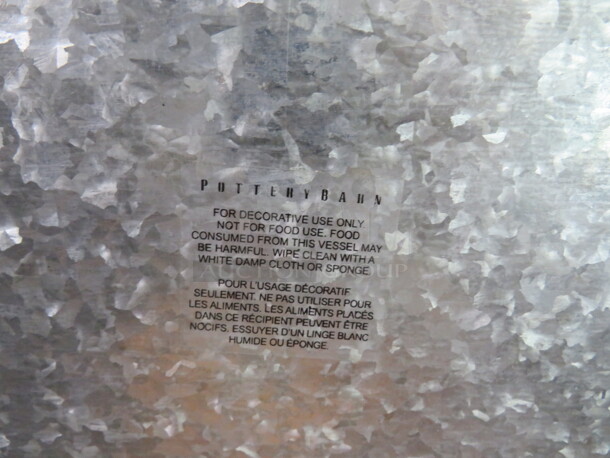 POTTERY BARN
FOR DECORATIVE USE ONLY
NOT FOR FOOD USE. FOOD
CONSUMED FROM THIS VESSEL MAY
BE HARMFUL. WIPE CLEAN WITH A
WHITE DAMP CLOTH OR SPONGE.
POUR L'USAGE DÉCORATIF
SEULEMENT. NE PAS UTILISER POUR
LES ALIMENTS. LES ALIMENTS PLACÉS
DANS CE RÉCIPIENT PEUVENT ÊTRE
NOCIFS. ESSUYER D'UN LINGE BLANC
HUMIDE OU ÉPONGE.